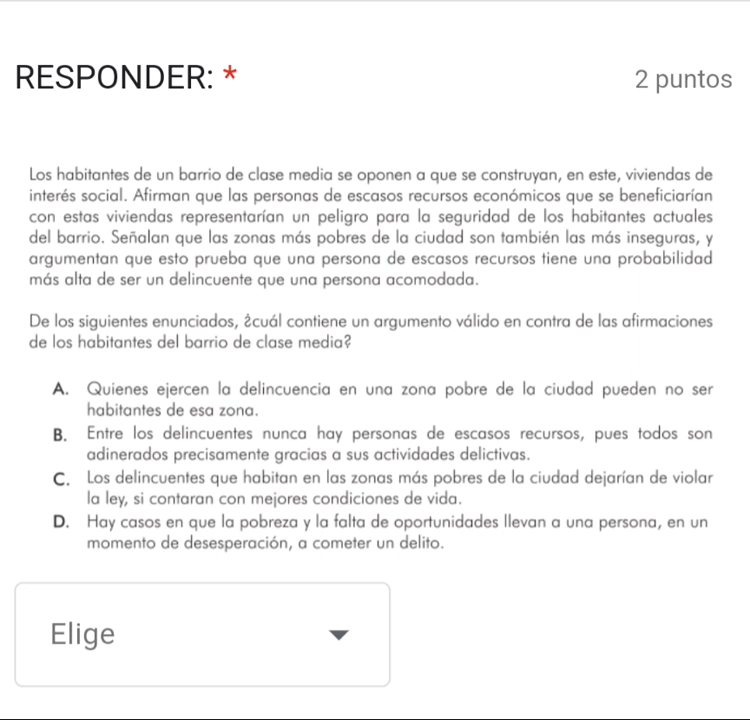 RESPONDER: *
2 puntos
Los habitantes de un barrio de clase media se oponen a que se construyan, en este, viviendas de
interés social. Afirman que las personas de escasos recursos económicos que se beneficiarían
con estas viviendas representarían un peligro para la seguridad de los habitantes actuales
del barrio. Señalan que las zonas más pobres de la ciudad son también las más inseguras, y
argumentan que esto prueba que una persona de escasos recursos tiene una probabilidad
más alta de ser un delincuente que una persona acomodada.
De los siguientes enunciados, ¿cuál contiene un argumento válido en contra de las afirmaciones
de los habitantes del barrio de clase media?
A. Quienes ejercen la delincuencia en una zona pobre de la ciudad pueden no ser
habitantes de esa zona.
B. Entre los delincuentes nunca hay personas de escasos recursos, pues todos son
adinerados precisamente gracias a sus actividades delictivas.
C. Los delincuentes que habitan en las zonas más pobres de la ciudad dejarían de violar
la ley, si contaran con mejores condiciones de vida.
D. Hay casos en que la pobreza y la falta de oportunidades llevan a una persona, en un
momento de desesperación, a cometer un delito.
Elige